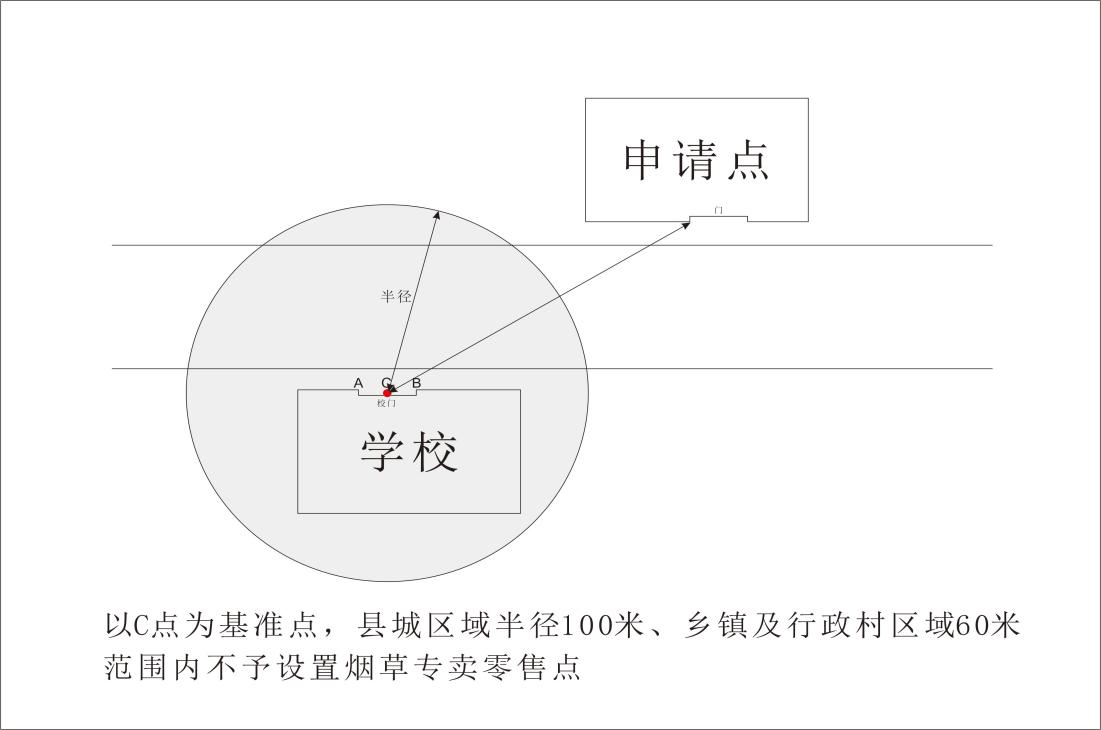 申请点
门
半径
A C B
校门
学校
以C点为基准点，县城区域半径100米、乡镇及行政村区域60米
范围内不予设置烟草专卖零售点